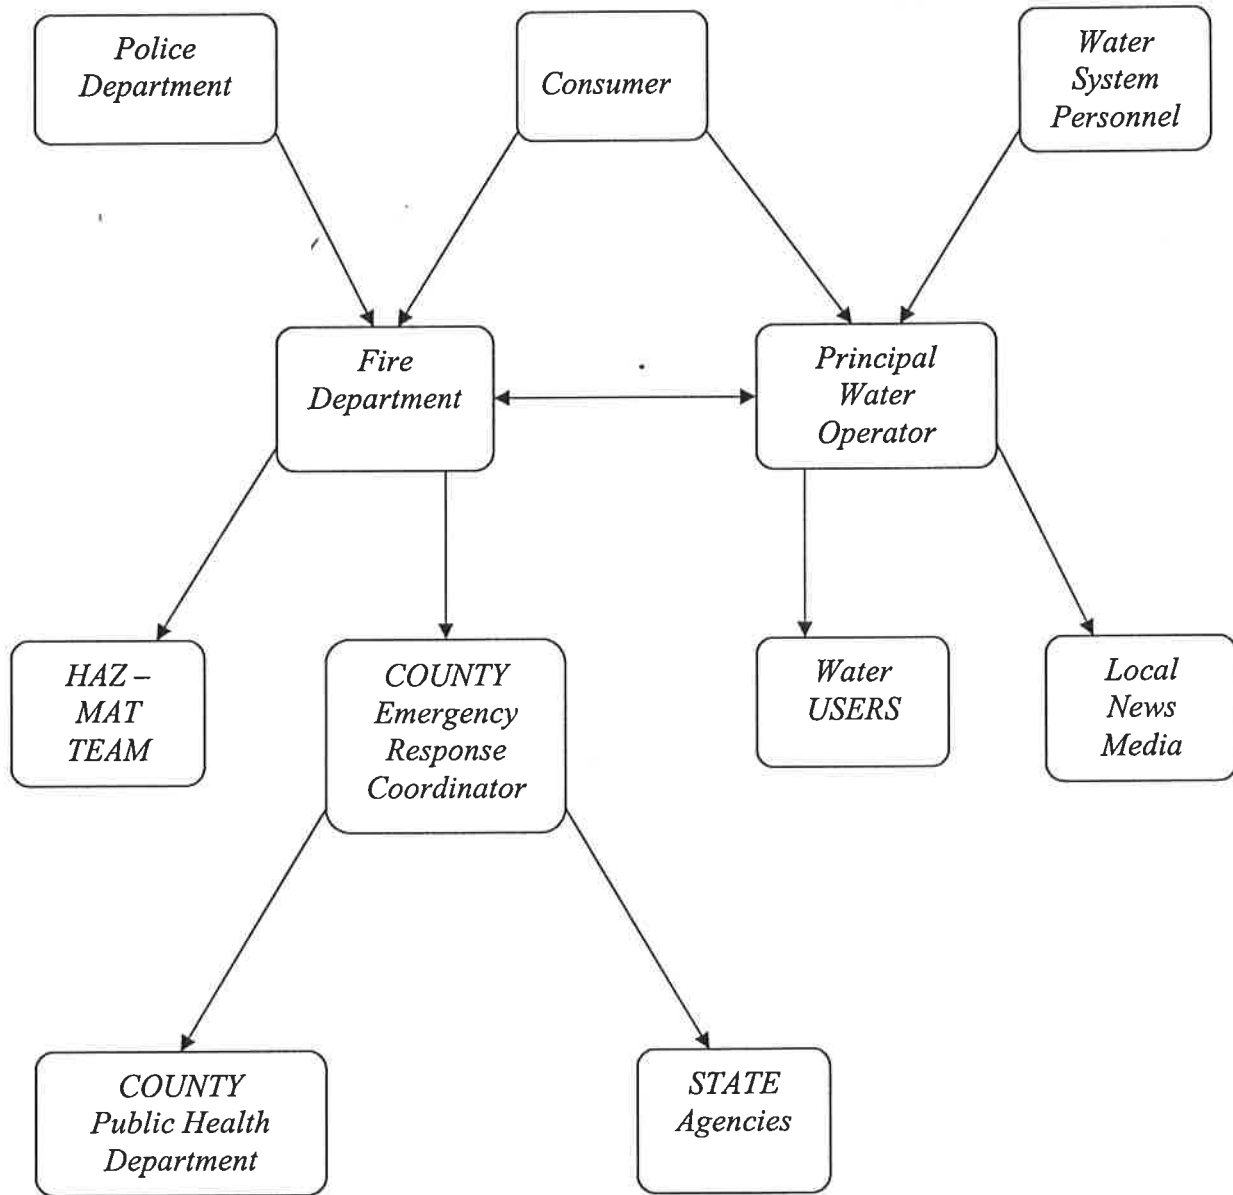 Police
Department
Consumer
Water
System
Personnel
Fire
Department
Principal
Water
Operator
HAZ –
MAT
TEAM
COUNTY
Emergency
Response
Coordinator
Water
USERS
Local
News
Media
COUNTY
Public Health
Department
STATE
Agencies